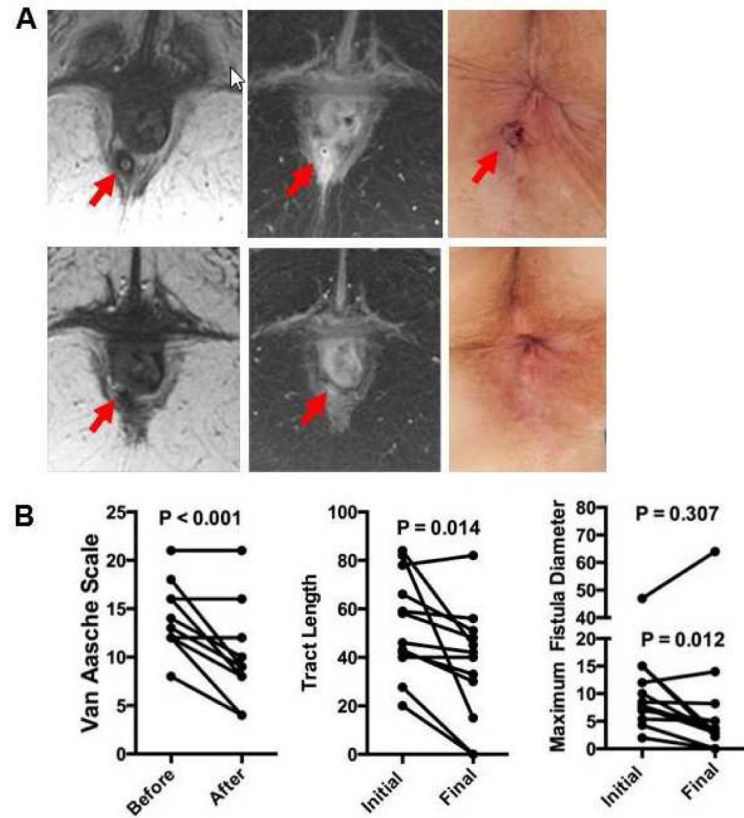 A
B
Van Aasche Scale
25
20
15
10
5
0
P < 0.001
Before
After
Tract Length
100
80
60
40
20
0
P = 0.014
Initial
Final
Maximum Fistula Diameter
80
70
60
50
40
20
15
10
5
0
P = 0.307
P = 0.012
Initial
Final